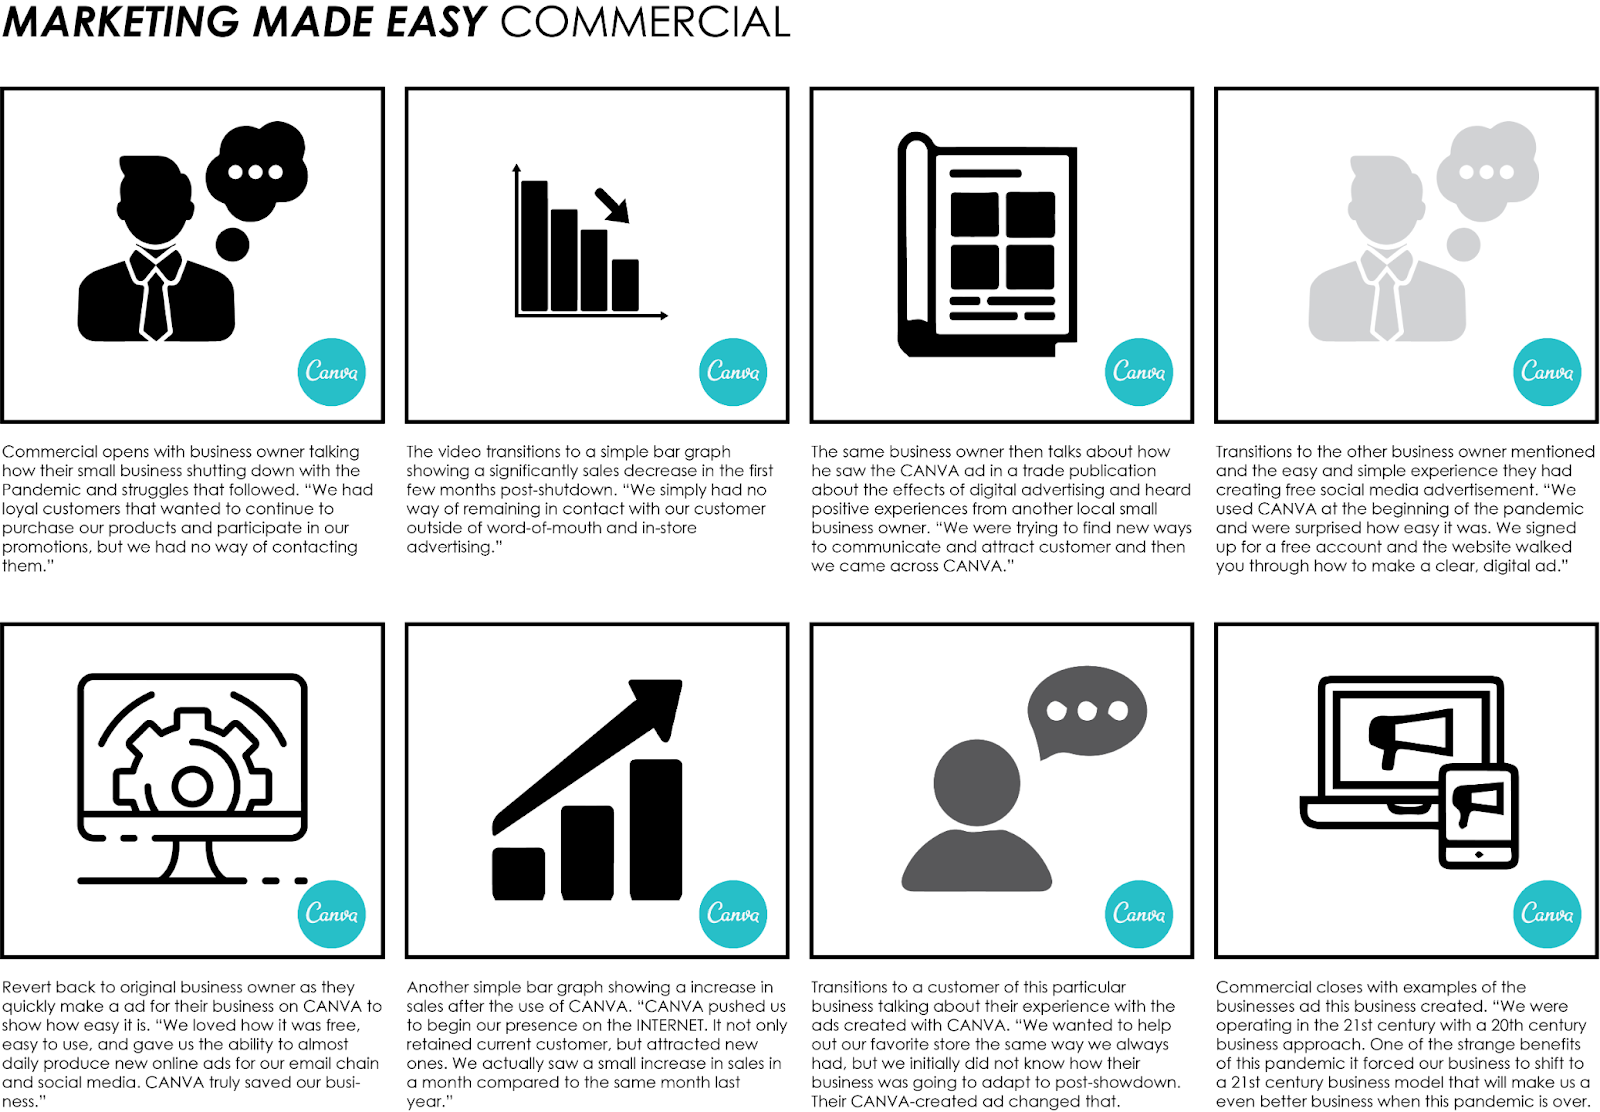 MARKETING MADE EASY COMMERCIAL
Canva
Canva
Canva
Canva
Commercial opens with business owner talking
how their small business shutting down with the
Pandemic and struggles that followed. “We had
loyal customers that wanted to continue to
purchase our products and participate in our
promotions, but we had no way of contacting
them.”
The video transitions to a simple bar graph
showing a significantly sales decrease in the first
few months post-shutdown. “We simply had no
way of remaining in contact with our customer
outside of word-of-mouth and in-store
advertising.”
The same business owner then talks about how
he saw the CANVA ad in a trade publication
about the effects of digital advertising and heard
positive experiences from another local small
business owner. “We were trying to find new ways
to communicate and attract customer and then
we came across CANVA.”
Transitions to the other business owner mentioned
and the easy and simple experience they had
creating free social media advertisement. “We
used CANVA at the beginning of the pandemic
and were surprised how easy it was. We signed
up for a free account and the website walked
you through how to make a clear, digital ad.”
Canva
Canva
Canva
Canva
Revert back to original business owner as they
quickly make a ad for their business on CANVA to
show how easy it is. “We loved how it was free,
easy to use, and gave us the ability to almost
daily produce new online ads for our email chain
and social media. CANVA truly saved our busi-
ness.”
Another simple bar graph showing a increase in
sales after the use of CANVA. “CANVA pushed us
to begin our presence on the INTERNET. It not only
retained current customer, but attracted new
ones. We actually saw a small increase in sales in
a month compared to the same month last
year.”
Transitions to a customer of this particular
business talking about their experience with the
ads created with CANVA. “We wanted to help
out our favorite store the same way we always
had, but we initially did not know how their
business was going to adapt to post-showdown.
Their CANVA-created ad changed that.
Commercial closes with examples of the
businesses ad this business created. “We were
operating in the 21st century with a 20th century
business approach. One of the strange benefits
of this pandemic it forced our business to shift to
a 21st century business model that will make us a
even better business when this pandemic is over.